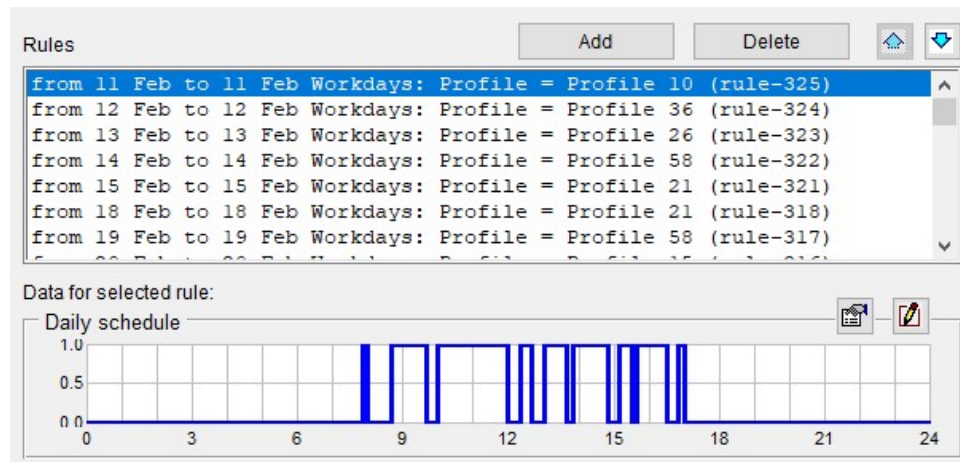 Rules Add Delete
from 11 Feb to 11 Feb Workdays: Profile = Profile 10 (rule-325)
from 12 Feb to 12 Feb Workdays: Profile = Profile 36 (rule-324)
from 13 Feb to 13 Feb Workdays: Profile = Profile 26 (rule-323)
from 14 Feb to 14 Feb Workdays: Profile = Profile 58 (rule-322)
from 15 Feb to 15 Feb Workdays: Profile = Profile 21 (rule-321)
from 18 Feb to 18 Feb Workdays: Profile = Profile 21 (rule-318)
from 19 Feb to 19 Feb Workdays: Profile = Profile 58 (rule-317)
Data for selected rule:
Daily schedule
1.0
0.5
0.0
0 3 6 9 12 15 18 21 24